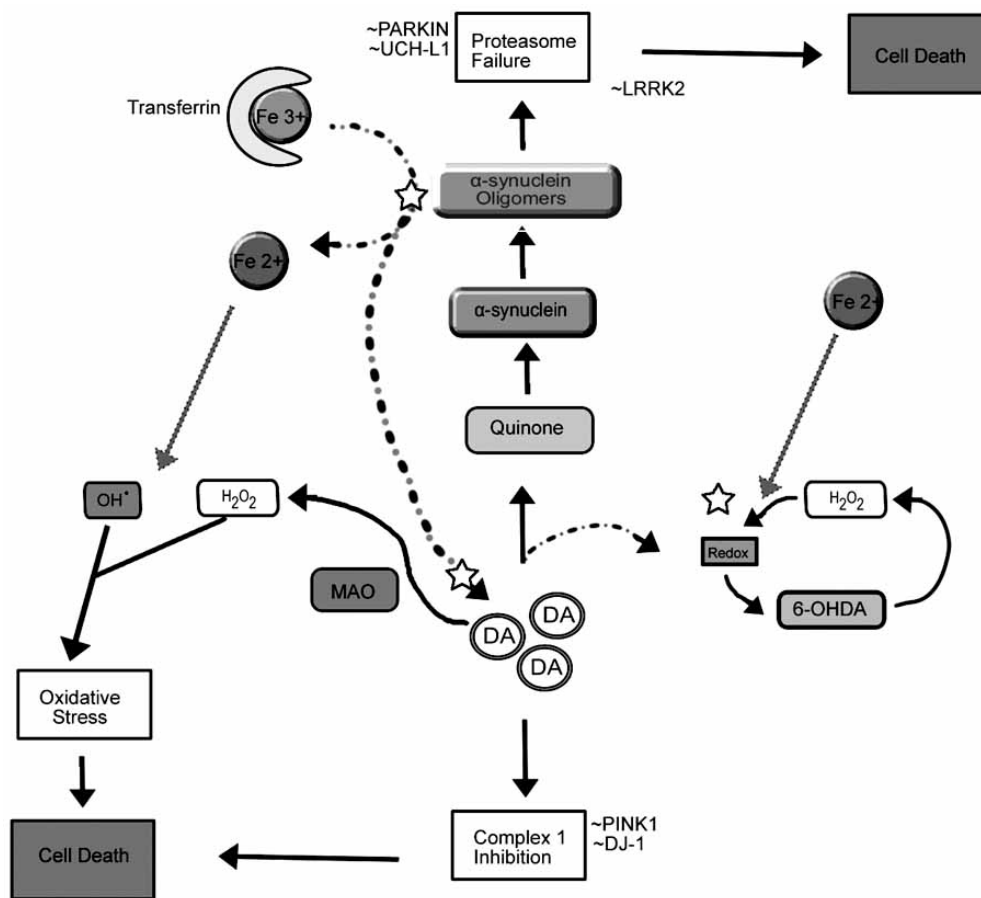 ~PARKIN
~UCH-L1
Proteasome
Failure
Cell Death
~LRRK2
Transferrin
Fe 3+
α-synuclein
Oligomers
Fe 2+
α-synuclein
Fe 2+
Quinone
OH•
H₂O₂
H₂O₂
Redox
MAO
6-OHDA
DA
DA
DA
Oxidative
Stress
Complex 1
Inhibition
~PINK1
~DJ-1
Cell Death